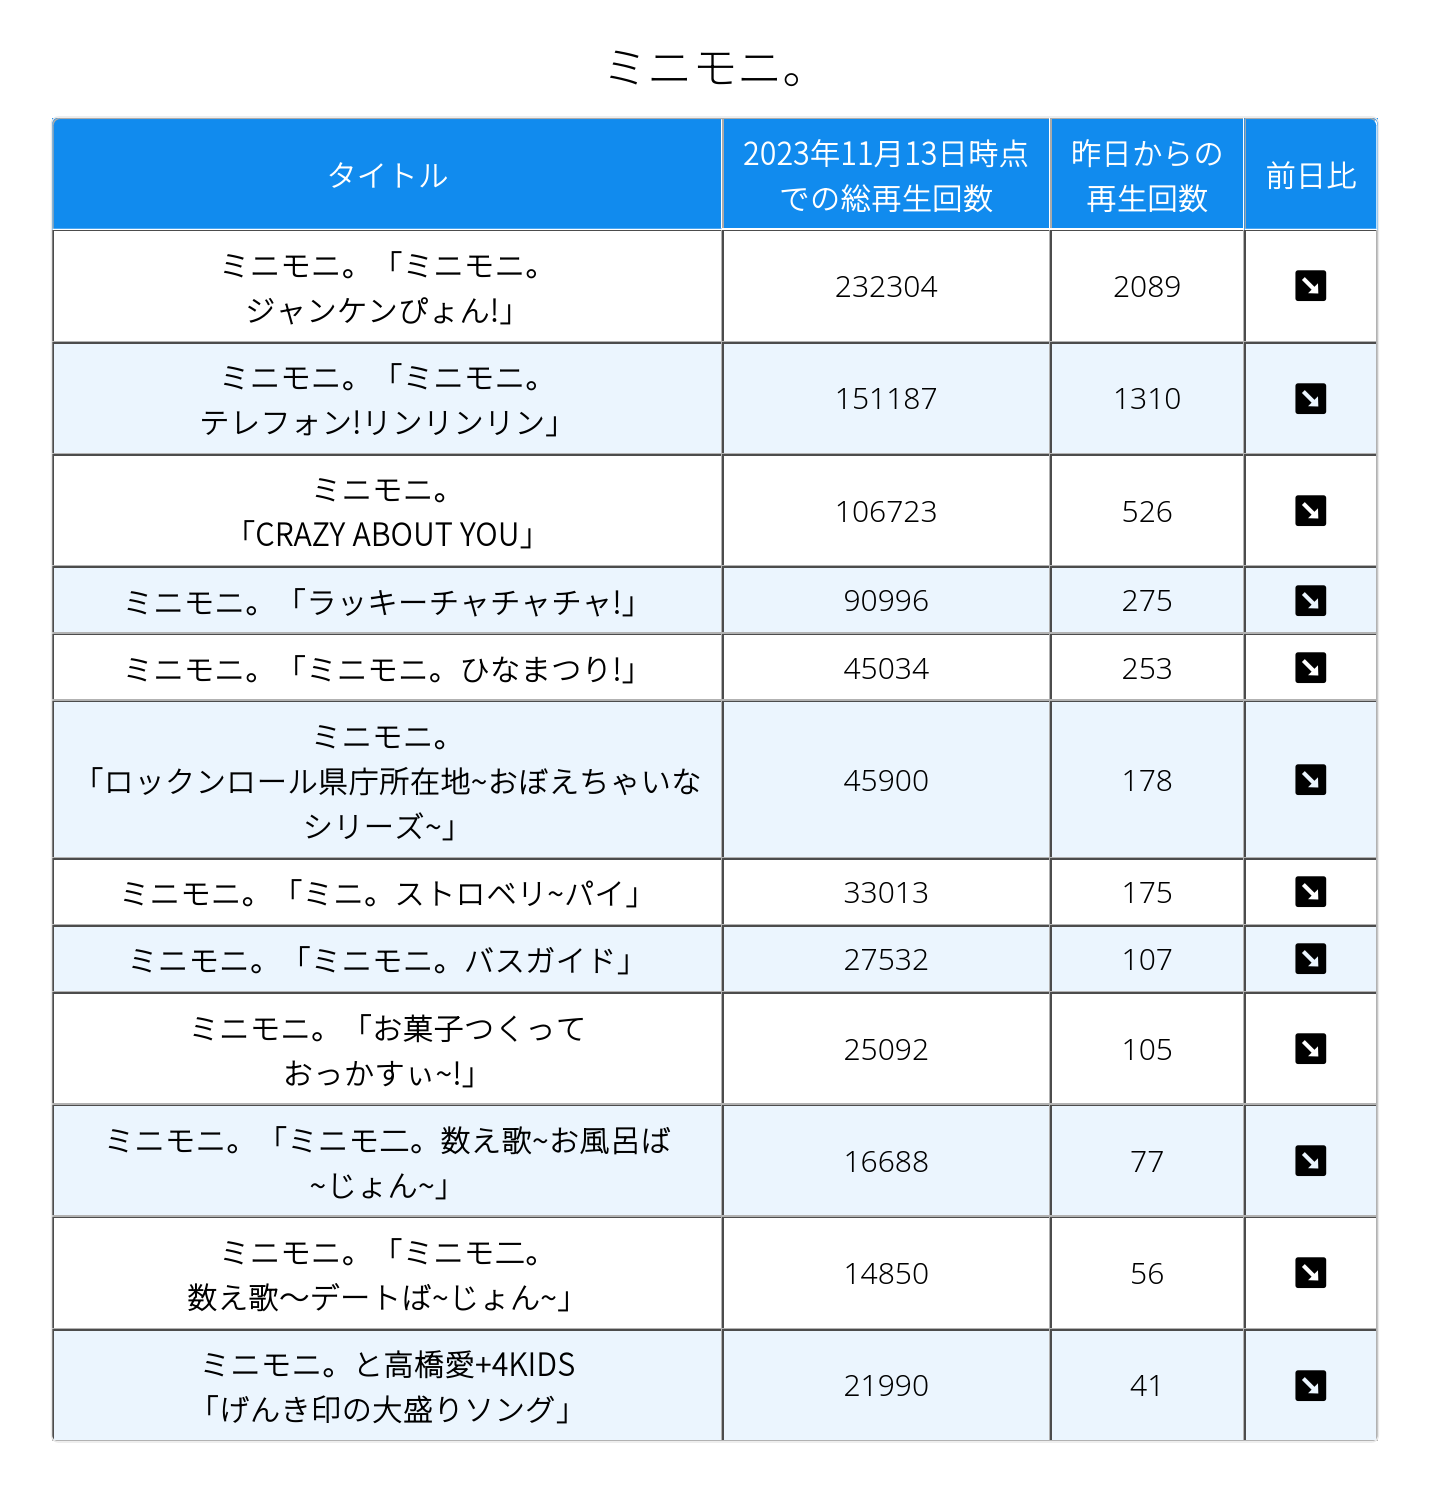 ミニモニ。
タイトル
2023年11月13日時点
での総再生回数
昨日からの
再生回数
前日比
ミニモニ。「ミニモニ。
ジャンケンぴょん!」
232304
2089
ミニモニ。「ミニモニ。
テレフォン!リンリンリン」
151187
1310
ミニモニ。
「CRAZY ABOUT YOU」
106723
526
ミニモニ。「ラッキーチャチャチャ!」
90996
275
ミニモニ。「ミニモニ。ひなまつり!」
45034
253
ミニモニ。
「ロックンロール県庁所在地~おぼえちゃいな
シリーズ~」
45900
178
ミニモニ。「ミニ。ストロベリ~パイ」
33013
175
ミニモニ。「ミニモニ。バスガイド」
27532
107
ミニモニ。「お菓子つくって
おっかすぃ~!」
25092
105
ミニモニ。「ミニモ二。数え歌~お風呂ば
~じょん~」
16688
77
ミニモニ。「ミニモ二。
数え歌〜デートば~じょん~」
14850
56
ミニモニ。と高橋愛+4KIDS
「げんき印の大盛りソング」
21990
41